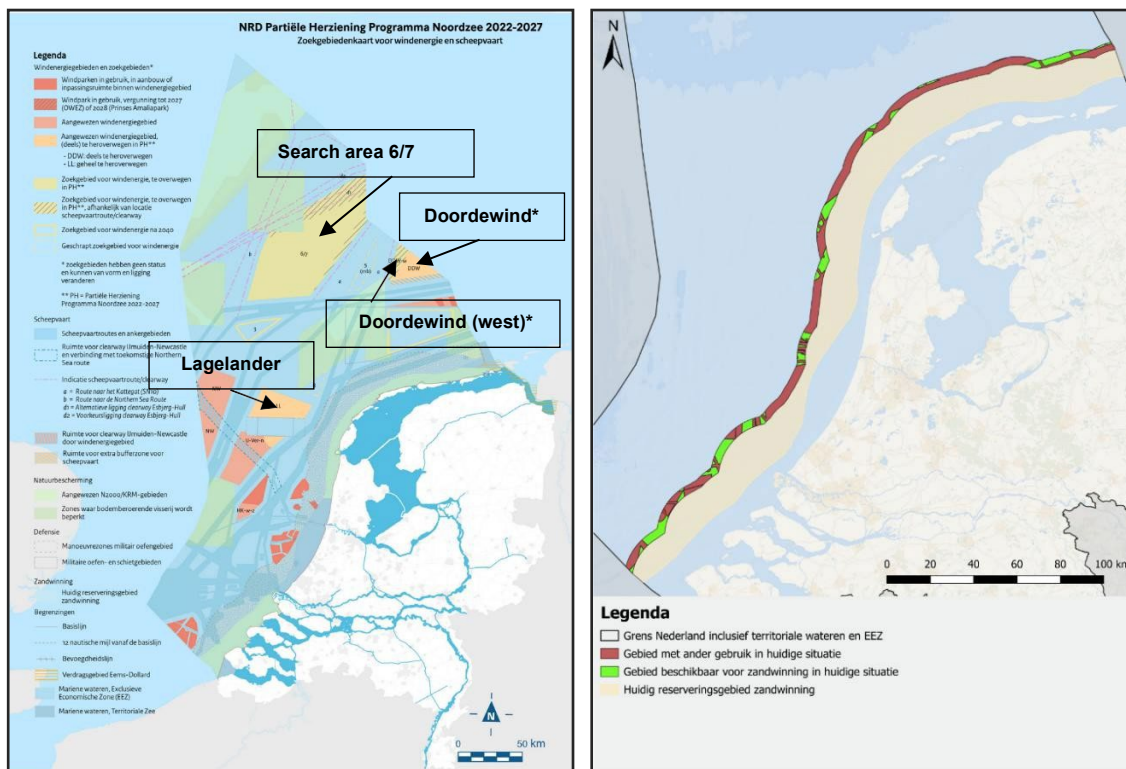 NRD Partiële Herziening Programma Noordzee 2022-2027
Zoekgebiedenkaart voor windenergie en scheepvaart
Legenda
Windenergiegebieden en zoekgebieden*
Windparken in gebruik, in aanbouw of
inpassingsruimte binnen windenergiegebied
Windpark in gebruik, vergunning tot 2027
(OWEZ) of 2028 (Prinses Amaliapark)
Aangewezen windenergiegebied
Aangewezen windenergiegebied,
(deels) te heroverwegen in PH**
- DDW: deels te heroverwegen
- LL: geheel te heroverwegen
Zoekgebied voor windenergie, te overwegen
in PH**
Zoekgebied voor windenergie, te overwegen
in PH**, afhankelijk van locatie
scheepvaartroute/clearway
Zoekgebied voor windenergie na 2040
Geschrapt zoekgebied voor windenergie
* zoekgebieden hebben geen status
en kunnen van vorm en ligging
veranderen
** PH = Partiële Herziening
Programma Noordzee 2022-2027
Scheepvaart
Scheepvaartroutes en ankergebieden
Ruimte voor clearway IJmuiden-Newcastle
en verbinding met toekomstige Northern
Sea route
Indicatie scheepvaartroute/clearway
a = Route naar het Kattegat (SN10)
b = Route naar de Northern Sea Route
d1 = Alternatieve ligging clearway Esbjerg-Hull
d2 = Voorkeursligging clearway Esbjerg-Hull
Ruimte voor clearway IJmuiden-Newcastle
door windenergiegebied
Ruimte voor extra bufferzone voor
scheepvaart
Natuurbescherming
Aangewezen N2000/KRM-gebieden
Zones waar bodemberoerende visserij wordt
beperkt
Defensie
Manoeuvrezones militair oefengebied
Militaire oefen- en schietgebieden
Zandwinning
Huidig reserveringsgebied
zandwinning
Begrenzingen
Basislijn
12 nautische mijl vanaf de basislijn
Bevoegdheidslijn
Verdragsgebied Eems-Dollard
Mariene wateren, Exclusieve
Economische Zone (EEZ)
Mariene wateren, Territoriale Zee
Search area 6/7
Doordewind*
Doordewind (west)*
Lagelander
d2
d1
b
6/7
5
a
4
DDW
3
LL
NW
HK-w-z
N
0 50 km
N
0 20 40 60 80 100 km
Legenda
Grens Nederland inclusief territoriale wateren en EEZ
Gebied met ander gebruik in huidige situatie
Gebied beschikbaar voor zandwinning in huidige situatie
Huidig reserveringsgebied zandwinning